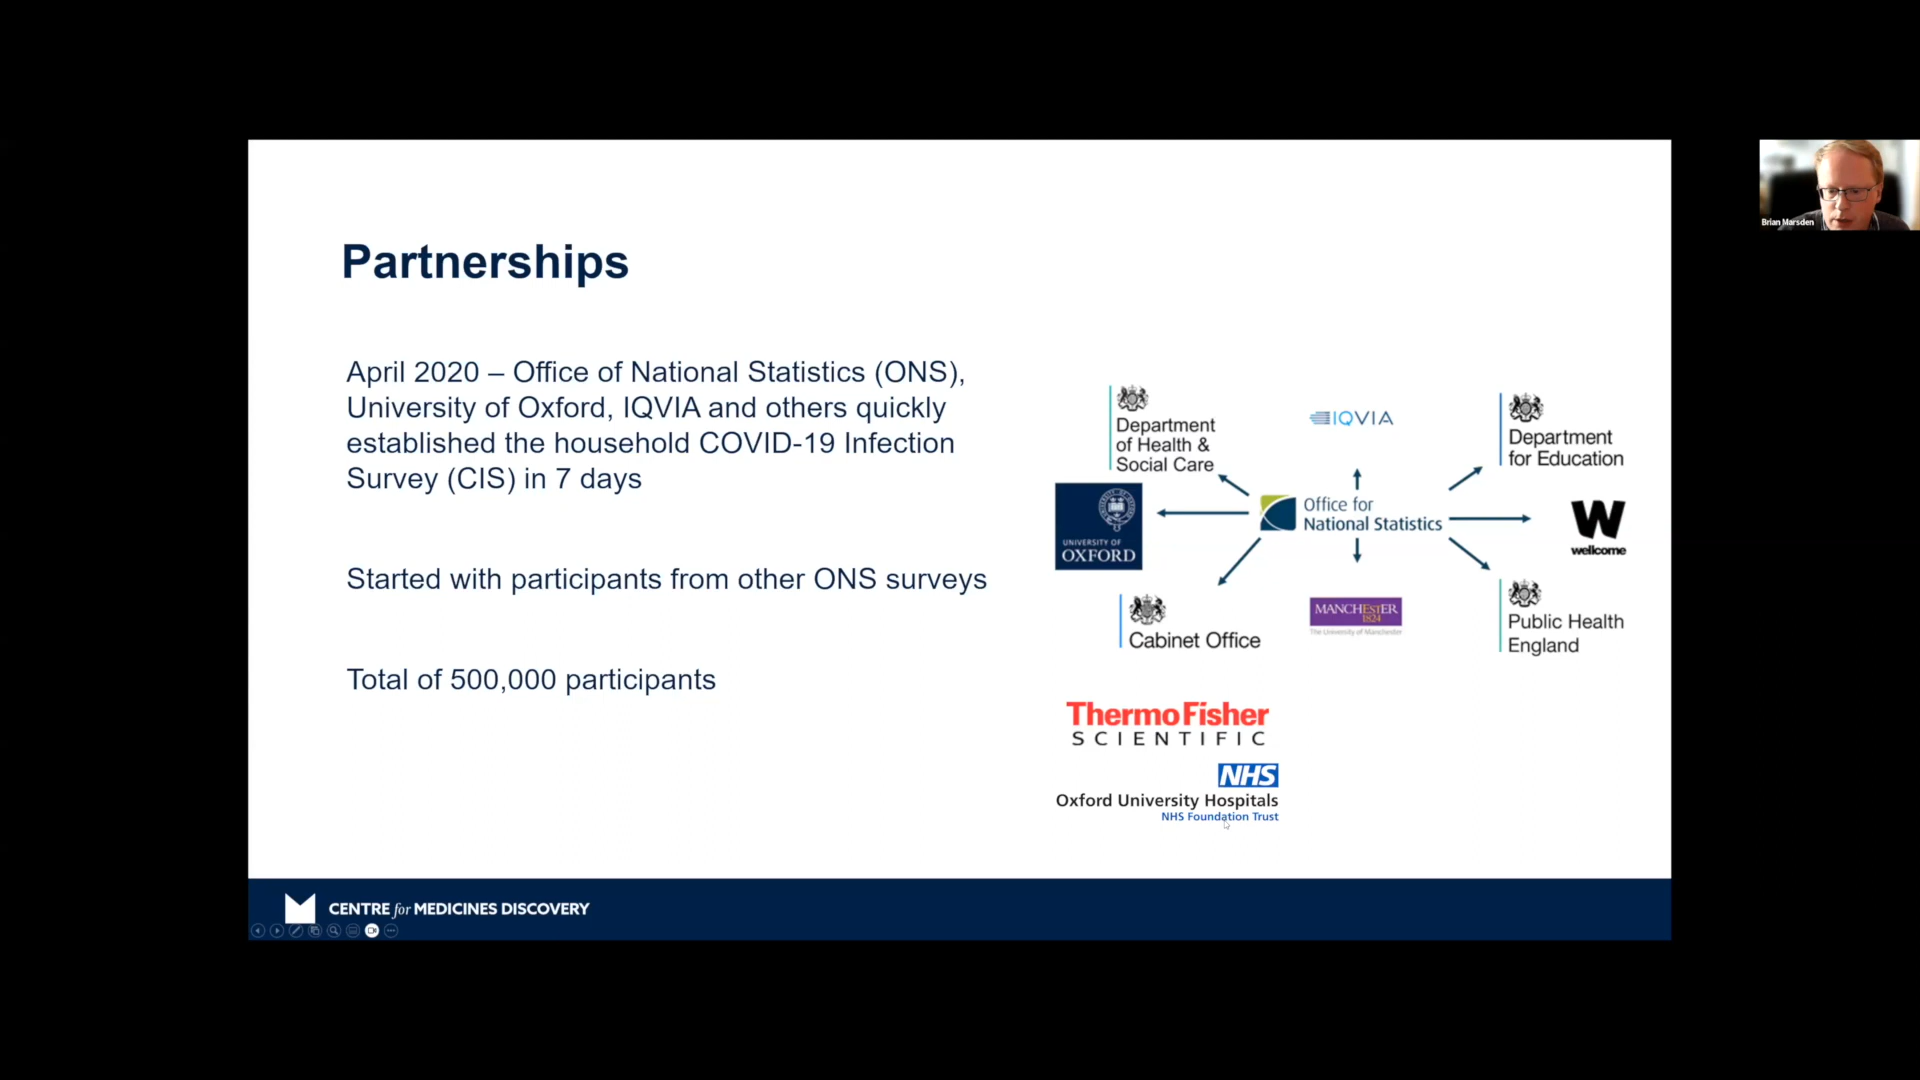 Partnerships
April 2020 – Office of National Statistics (ONS),
University of Oxford, IQVIA and others quickly
established the household COVID-19 Infection
Survey (CIS) in 7 days
Started with participants from other ONS surveys
Total of 500,000 participants
Department
of Health &
Social Care
IQVIA
Department
for Education
UNIVERSITY OF
OXFORD
Office for
National Statistics
W
wellcome
Cabinet Office
MANCHESTER
1824
The University of Manchester
Public Health
England
ThermoFisher
SCIENTIFIC
NHS
Oxford University Hospitals
NHS Foundation Trust
CENTRE for MEDICINES DISCOVERY
Brian Marsden